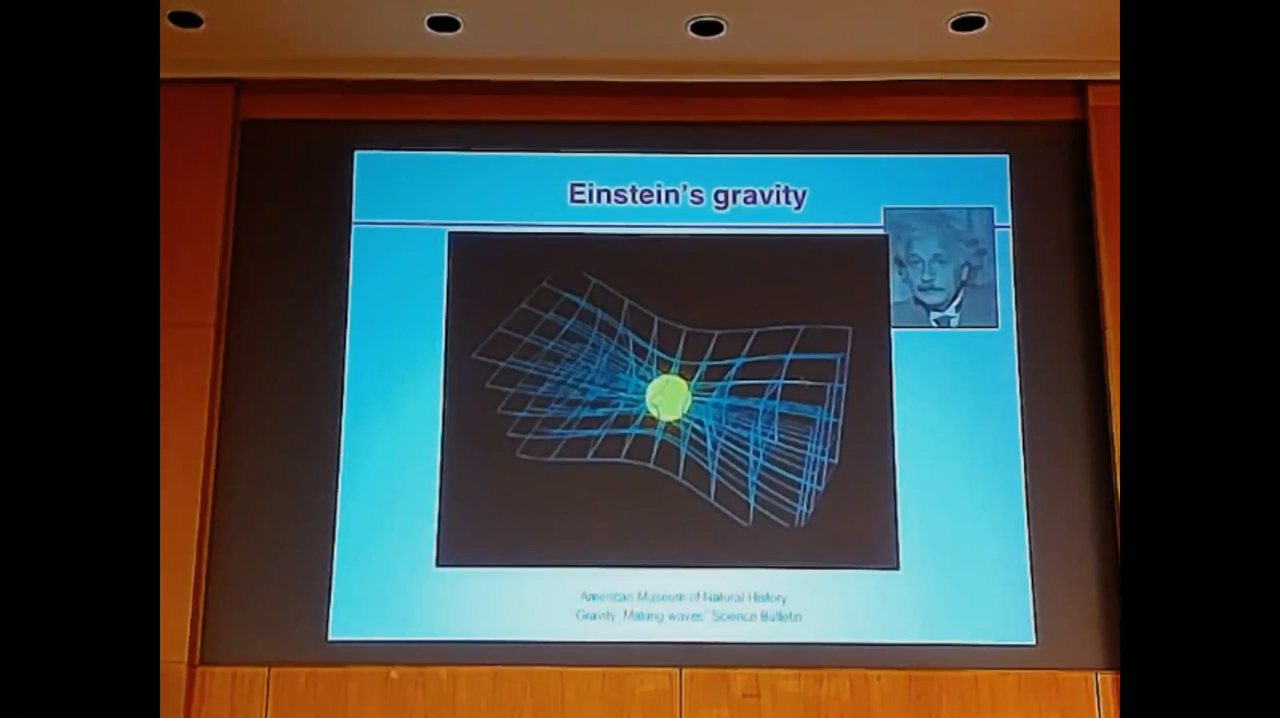 Einstein's gravity
American Museum of Natural History
"Gravity: Making waves" Science Bulletin